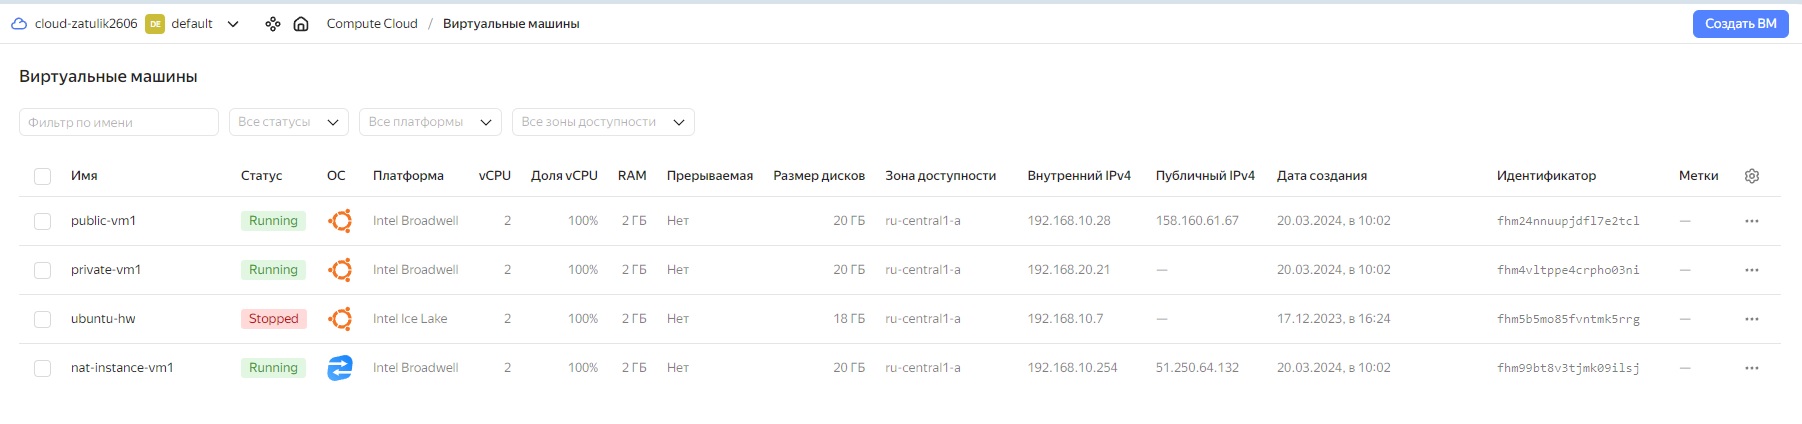 cloud-zatulik2606 DE default Compute Cloud / Виртуальные машины Создать ВМ
Виртуальные машины
Фильтр по имени Все статусы Все платформы Все зоны доступности
Имя Статус ОС Платформа vCPU Доля vCPU RAM Прерываемая Размер дисков Зона доступности Внутренний IPv4 Публичный IPv4 Дата создания Идентификатор Метки
public-vm1 Running Intel Broadwell 2 100% 2 ГБ Нет 20 ГБ ru-central1-a 192.168.10.28 158.160.61.67 20.03.2024, в 10:02 fhm24nnuupjdfl7e2tcl —
private-vm1 Running Intel Broadwell 2 100% 2 ГБ Нет 20 ГБ ru-central1-a 192.168.20.21 — 20.03.2024, в 10:02 fhm4vltppe4crpho03ni —
ubuntu-hw Stopped Intel Ice Lake 2 100% 2 ГБ Нет 18 ГБ ru-central1-a 192.168.10.7 — 17.12.2023, в 16:24 fhm5b5mo85fvntmk5rrg —
nat-instance-vm1 Running Intel Broadwell 2 100% 2 ГБ Нет 20 ГБ ru-central1-a 192.168.10.254 51.250.64.132 20.03.2024, в 10:02 fhm99bt8v3tjmk09ilsj —